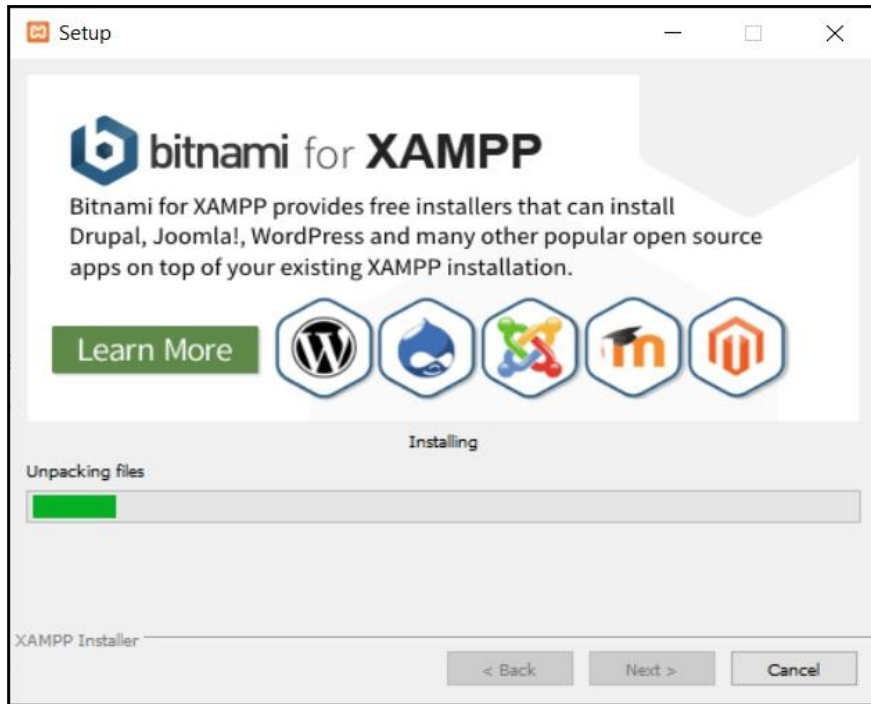 Setup
bitnami for XAMPP
Bitnami for XAMPP provides free installers that can install
Drupal, Joomla!, WordPress and many other popular open source
apps on top of your existing XAMPP installation.
Learn More
Installing
Unpacking files
XAMPP Installer
< Back Next > Cancel